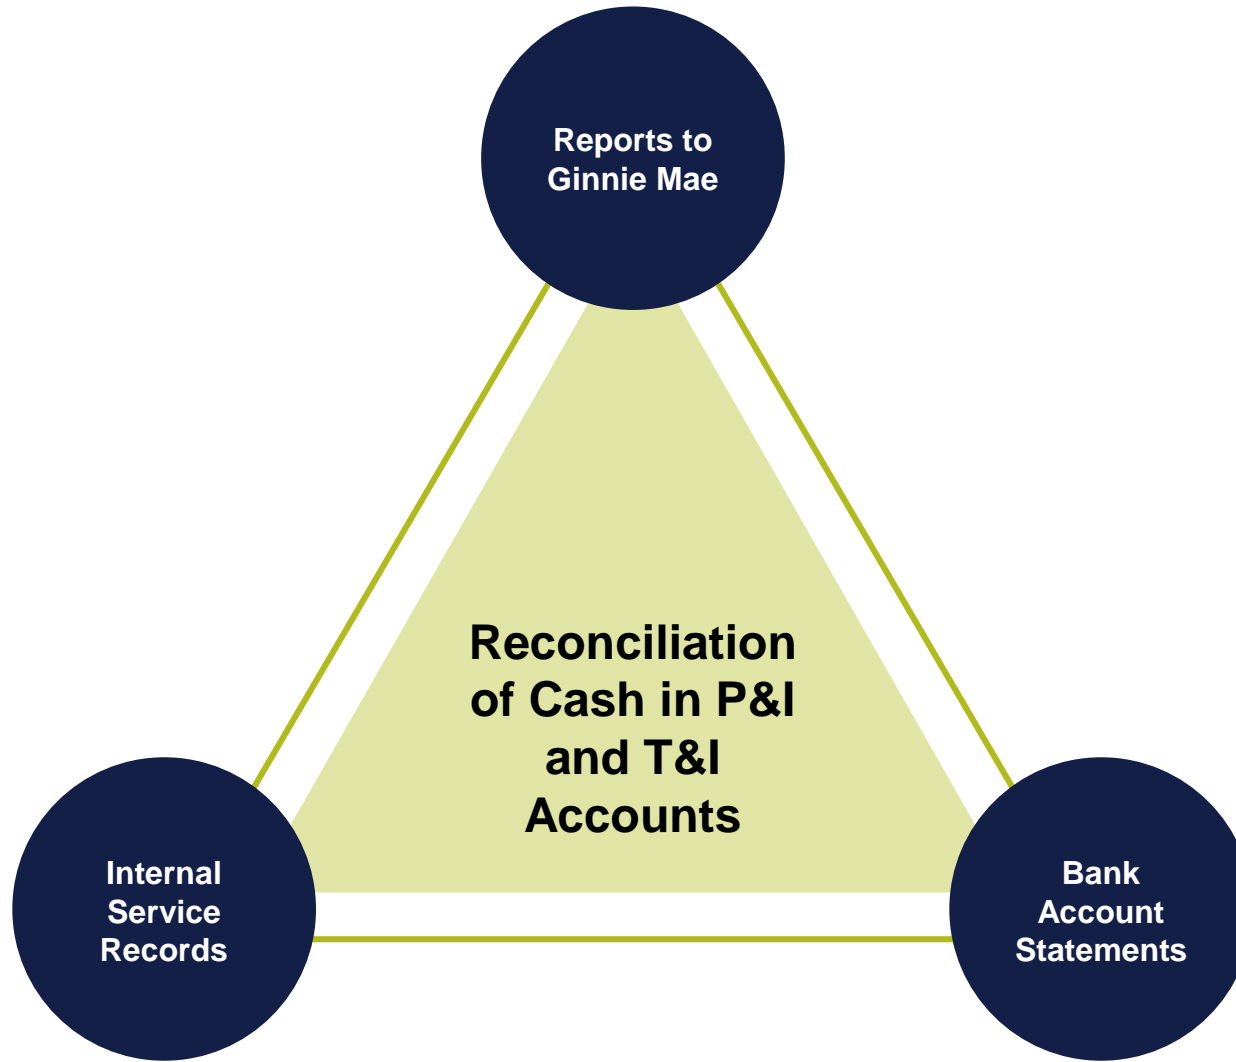 Reports to
Ginnie Mae
Reconciliation
of Cash in P&I
and T&I
Accounts
Internal
Service
Records
Bank
Account
Statements